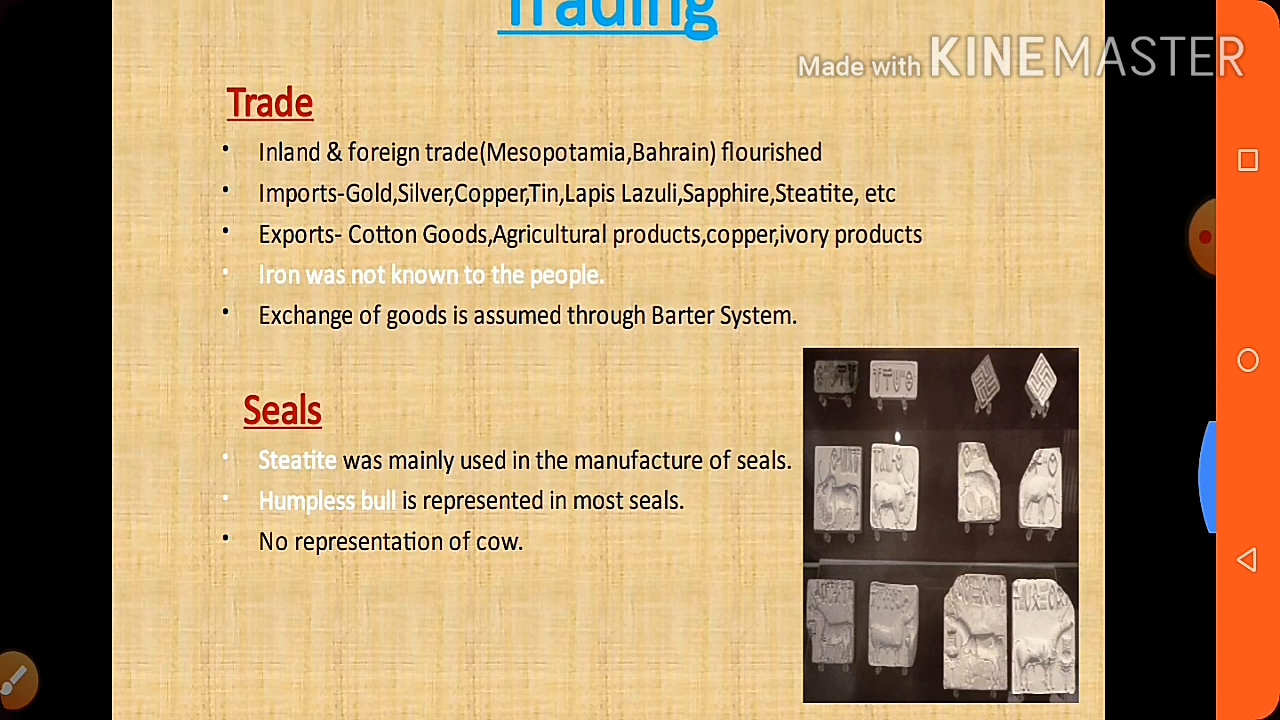 Trading
Made with KINEMASTER
Trade
• Inland & foreign trade(Mesopotamia,Bahrain) flourished
• Imports-Gold,Silver,Copper,Tin,Lapis Lazuli,Sapphire,Steatite, etc
• Exports- Cotton Goods,Agricultural products,copper,ivory products
• Iron was not known to the people.
• Exchange of goods is assumed through Barter System.
Seals
• Steatite was mainly used in the manufacture of seals.
• Humpless bull is represented in most seals.
• No representation of cow.